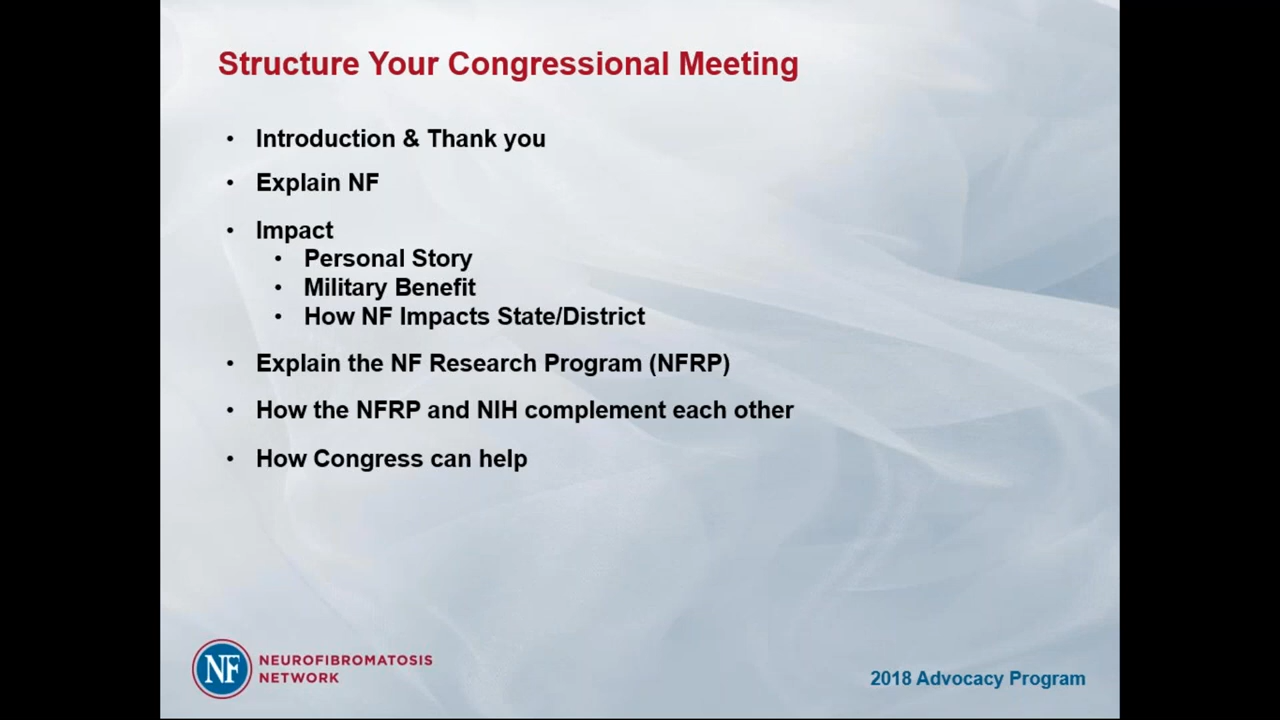 Structure Your Congressional Meeting
• Introduction & Thank you
• Explain NF
• Impact
• Personal Story
• Military Benefit
• How NF Impacts State/District
• Explain the NF Research Program (NFRP)
• How the NFRP and NIH complement each other
• How Congress can help
NF
NEUROFIBROMATOSIS
NETWORK
2018 Advocacy Program